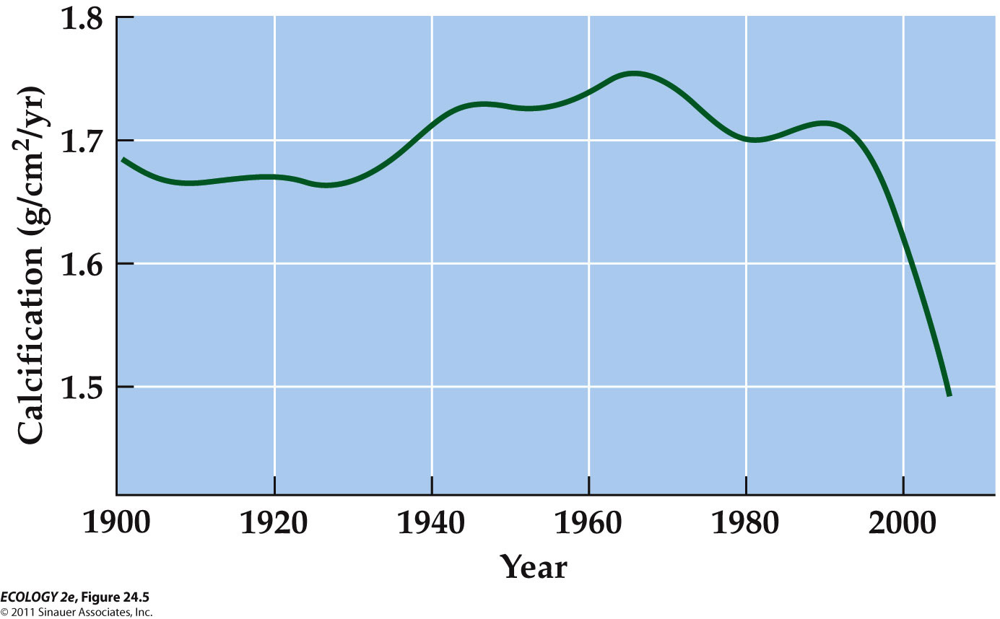 1.8
1.7
1.6
1.5
Calcification (g/cm²/yr)
1900 1920 1940 1960 1980 2000
Year
ECOLOGY 2e, Figure 24.5
© 2011 Sinauer Associates, Inc.